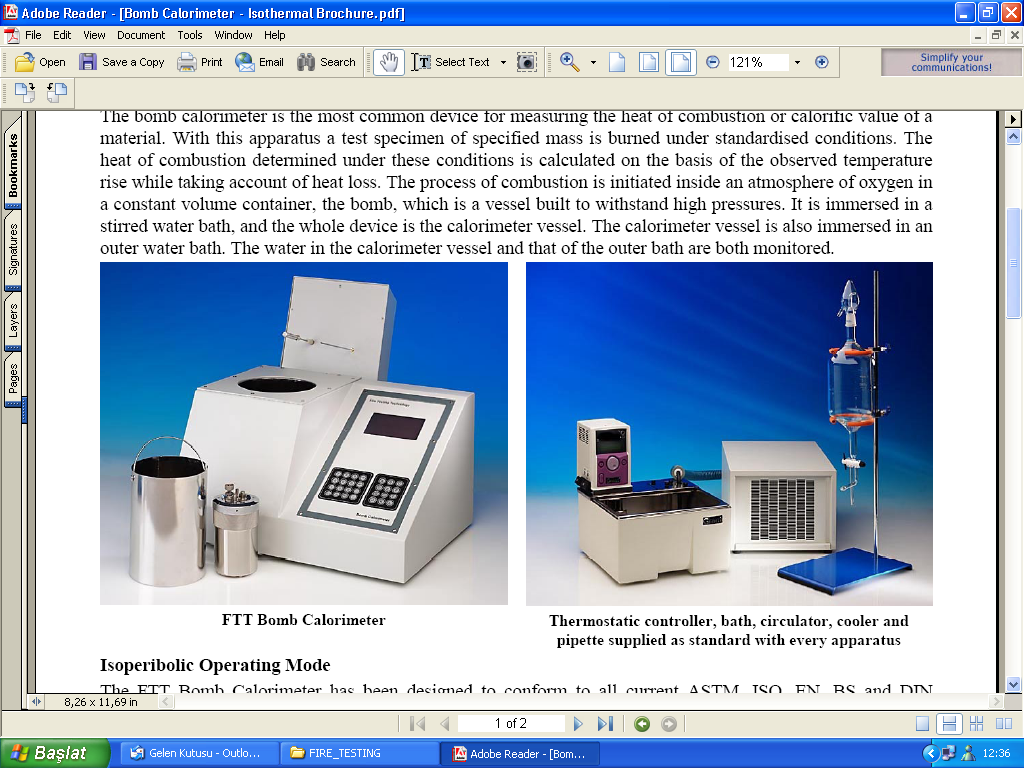 Adobe Reader - [Bomb Calorimeter - Isothermal Brochure.pdf]
File Edit View Document Tools Window Help
Open Save a Copy Print Email Search Select Text 121% Simplify your
communications!
Bookmarks
Signatures
Layers
Pages
The bomb calorimeter is the most common device for measuring the heat of combustion or calorific value of a
material. With this apparatus a test specimen of specified mass is burned under standardised conditions. The
heat of combustion determined under these conditions is calculated on the basis of the observed temperature
rise while taking account of heat loss. The process of combustion is initiated inside an atmosphere of oxygen in
a constant volume container, the bomb, which is a vessel built to withstand high pressures. It is immersed in a
stirred water bath, and the whole device is the calorimeter vessel. The calorimeter vessel is also immersed in an
outer water bath. The water in the calorimeter vessel and that of the outer bath are both monitored.
Fire Testing Technology
Bomb Calorimeter
FTT Bomb Calorimeter
Thermostatic controller, bath, circulator, cooler and
pipette supplied as standard with every apparatus
Isoperibolic Operating Mode
The FTT Bomb Calorimeter has been designed to conform to all current ASTM, ISO, EN, BS and DIN
8,26 x 11,69 in
1 of 2
Başlat Gelen Kutusu - Outlo... FIRE_TESTING Adobe Reader - [Bom... 12:36